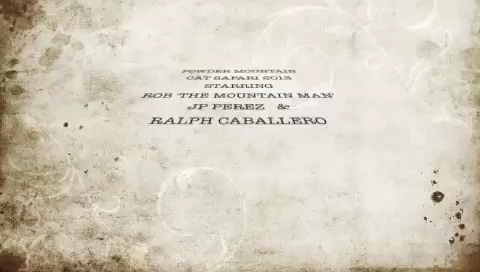 POWDER MOUNTAIN
CAT SAFARI 2013
STARRING
ROB 'THE MOUNTAIN MAN'
JP PEREZ &
RALPH CABALLERO